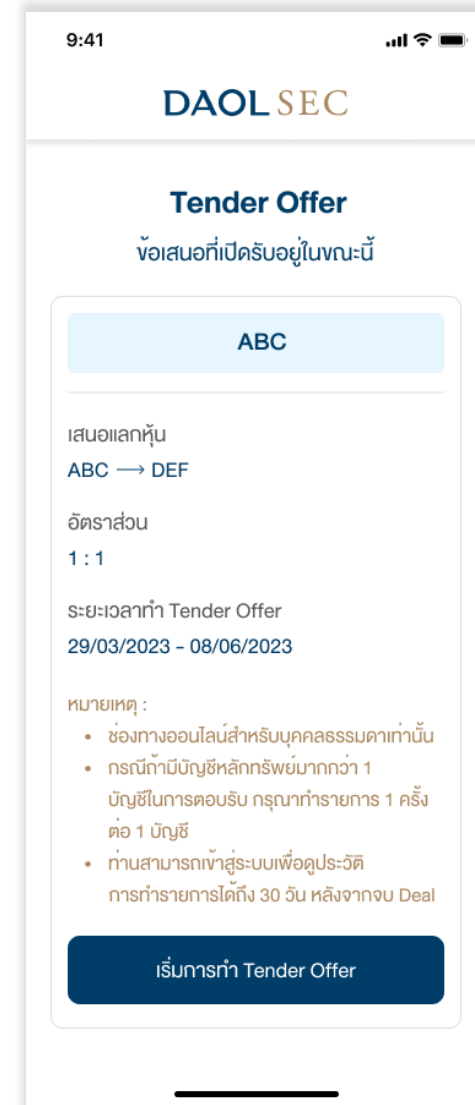 9:41
DAOL SEC
Tender Offer
ข้อเสนอที่เปิดรับอยู่ในขณะนี้
ABC
เสนอแลกหุ้น
ABC → DEF
อัตราส่วน
1 : 1
ระยะเวลาทำ Tender Offer
29/03/2023 - 08/06/2023
หมายเหตุ :
• ช่องทางออนไลน์สำหรับบุคคลธรรมดาเท่านั้น
• กรณีถ้ามีบัญชีหลักทรัพย์มากกว่า 1
บัญชีในการตอบรับ กรุณาทำรายการ 1 ครั้ง
ต่อ 1 บัญชี
• ท่านสามารถเข้าสู่ระบบเพื่อดูประวัติ
การทำรายการได้ถึง 30 วัน หลังจากจบ Deal
เริ่มการทำ Tender Offer